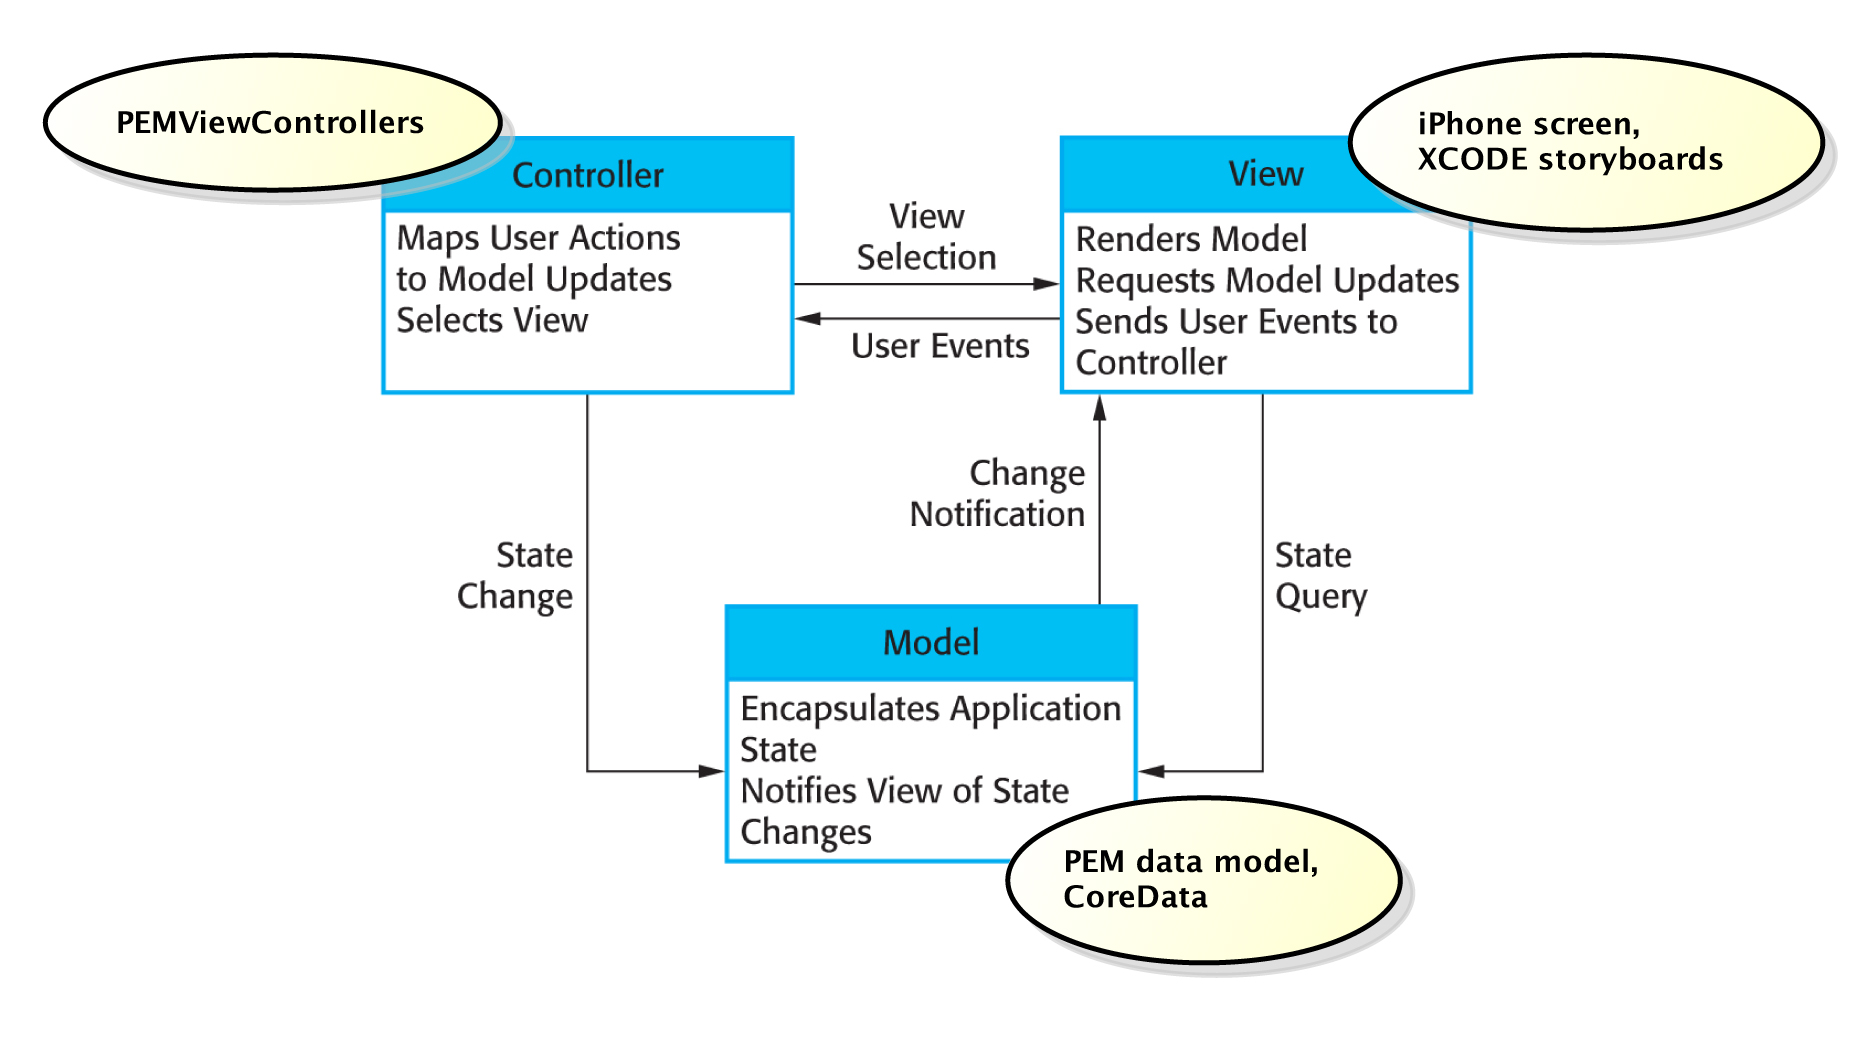 PEMViewControllers
Controller
Maps User Actions
to Model Updates
Selects View
View
Selection
User Events
iPhone screen,
XCODE storyboards
View
Renders Model
Requests Model Updates
Sends User Events to
Controller
State
Change
Change
Notification
State
Query
Model
Encapsulates Application
State
Notifies View of State
Changes
PEM data model,
CoreData